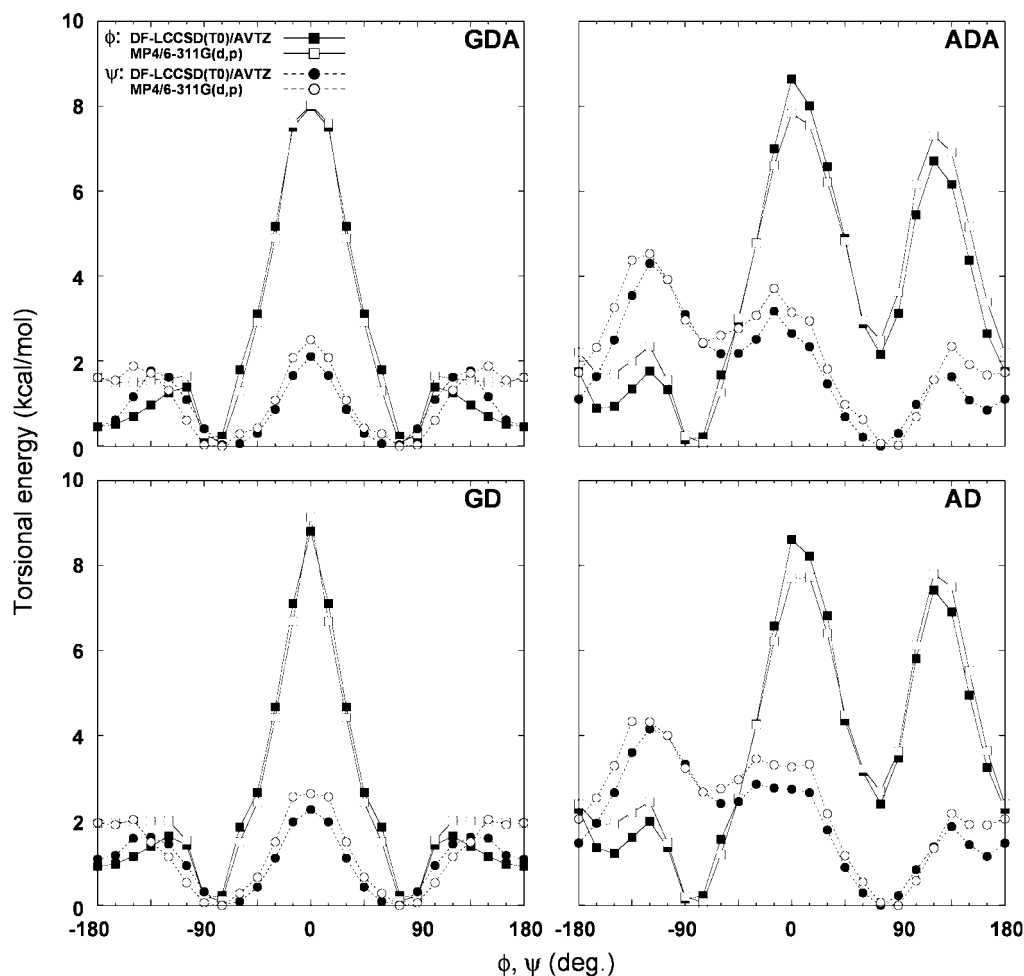 GDA
ADA
ϕ: DF-LCCSD(T0)/AVTZ
MP4/6-311G(d,p)
ψ: DF-LCCSD(T0)/AVTZ
MP4/6-311G(d,p)
10
8
6
4
2
0
GD
AD
10
8
6
4
2
0
-180 -90 0 90 180
-180 -90 0 90 180
Torsional energy (kcal/mol)
ϕ, ψ (deg.)